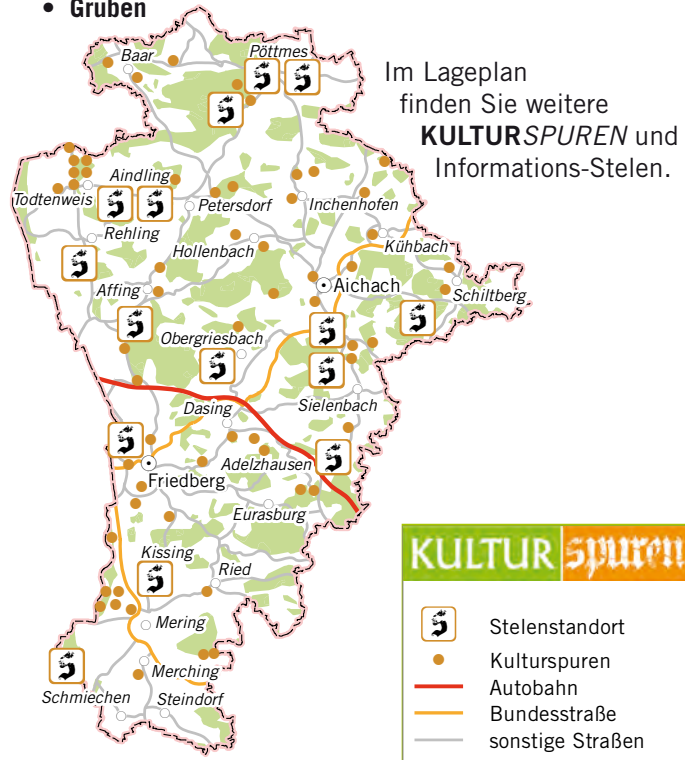 • Gruben
Im Lageplan
finden Sie weitere
KULTURSPUREN und
Informations-Stelen.
Baar
Pöttmes
Aindling
Todtenweis
Petersdorf
Inchenhofen
Rehling
Hollenbach
Kühbach
Affing
Aichach
Schiltberg
Obergriesbach
Dasing
Sielenbach
Adelzhausen
Friedberg
Eurasburg
Kissing
Ried
Mering
Merching
Schmiechen
Steindorf
KULTUR spuren
Stelenstandort
Kulturspuren
Autobahn
Bundesstraße
sonstige Straßen